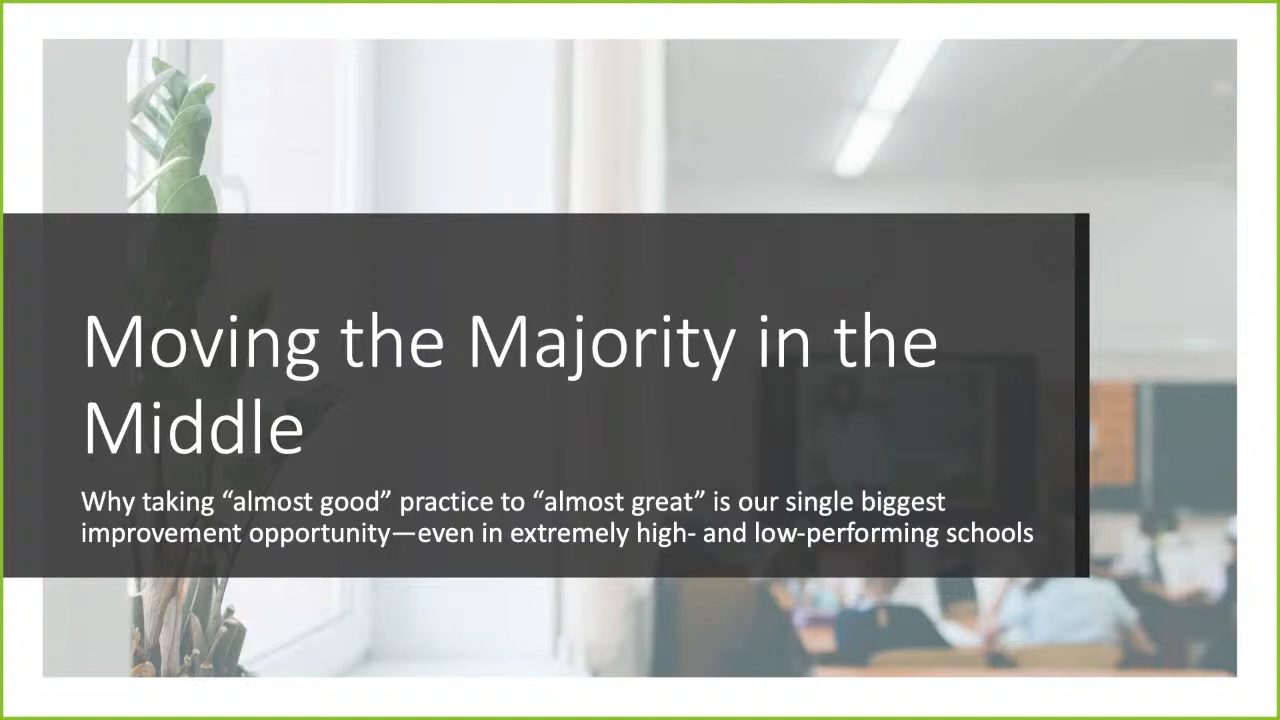 Moving the Majority in the
Middle
Why taking “almost good” practice to “almost great” is our single biggest
improvement opportunity—even in extremely high- and low-performing schools